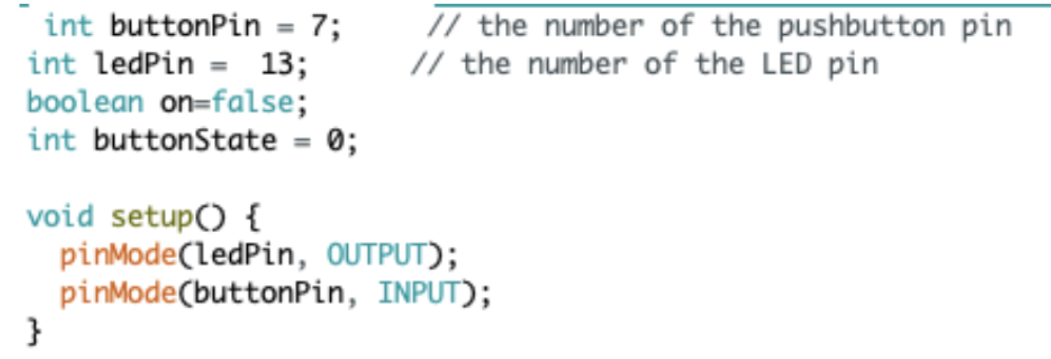 int buttonPin = 7;     // the number of the pushbutton pin
int ledPin =  13;      // the number of the LED pin
boolean on=false;
int buttonState = 0;
void setup() {
  pinMode(ledPin, OUTPUT);
  pinMode(buttonPin, INPUT);
}